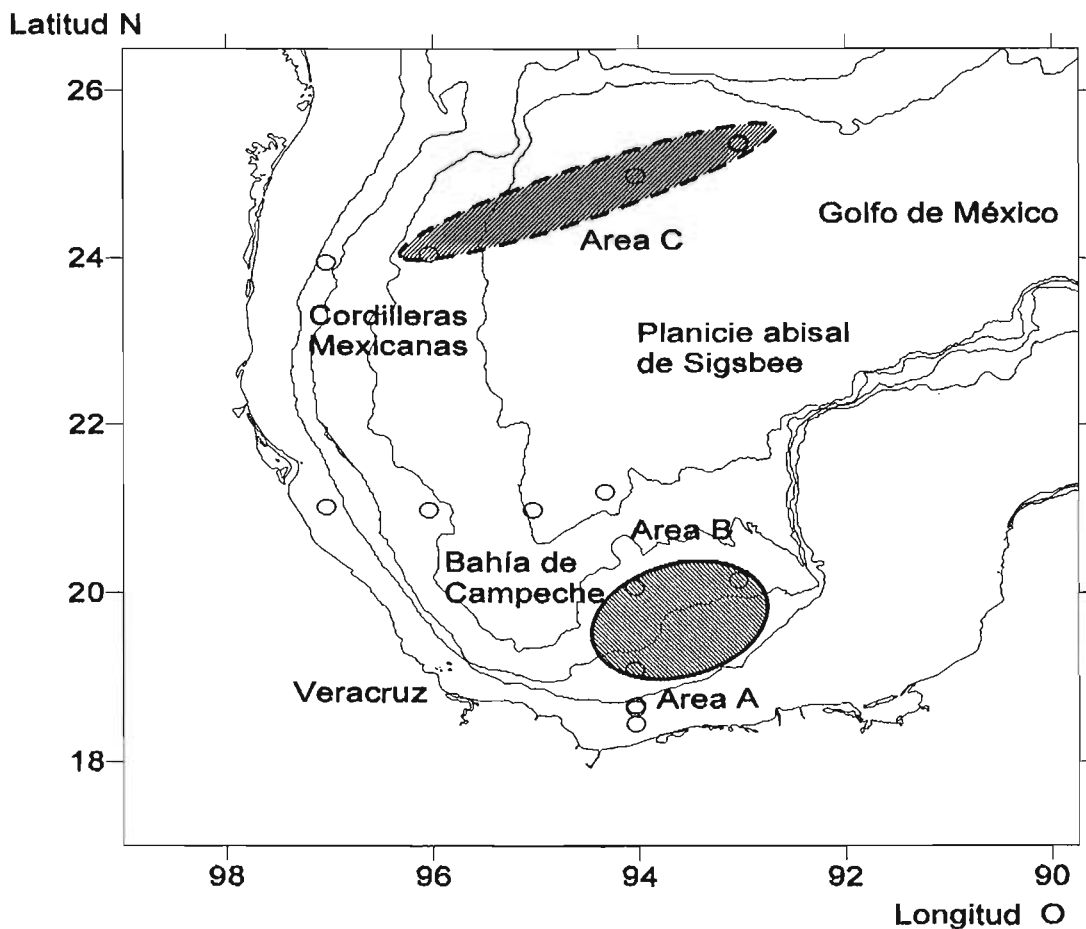 Latitud N
26
Golfo de México
Area C
24
Cordilleras
Mexicanas
Planicie abisal
de Sigsbee
22
Area B
Bahía de
Campeche
20
Veracruz
Area A
18
98
96
94
92
90
Longitud O